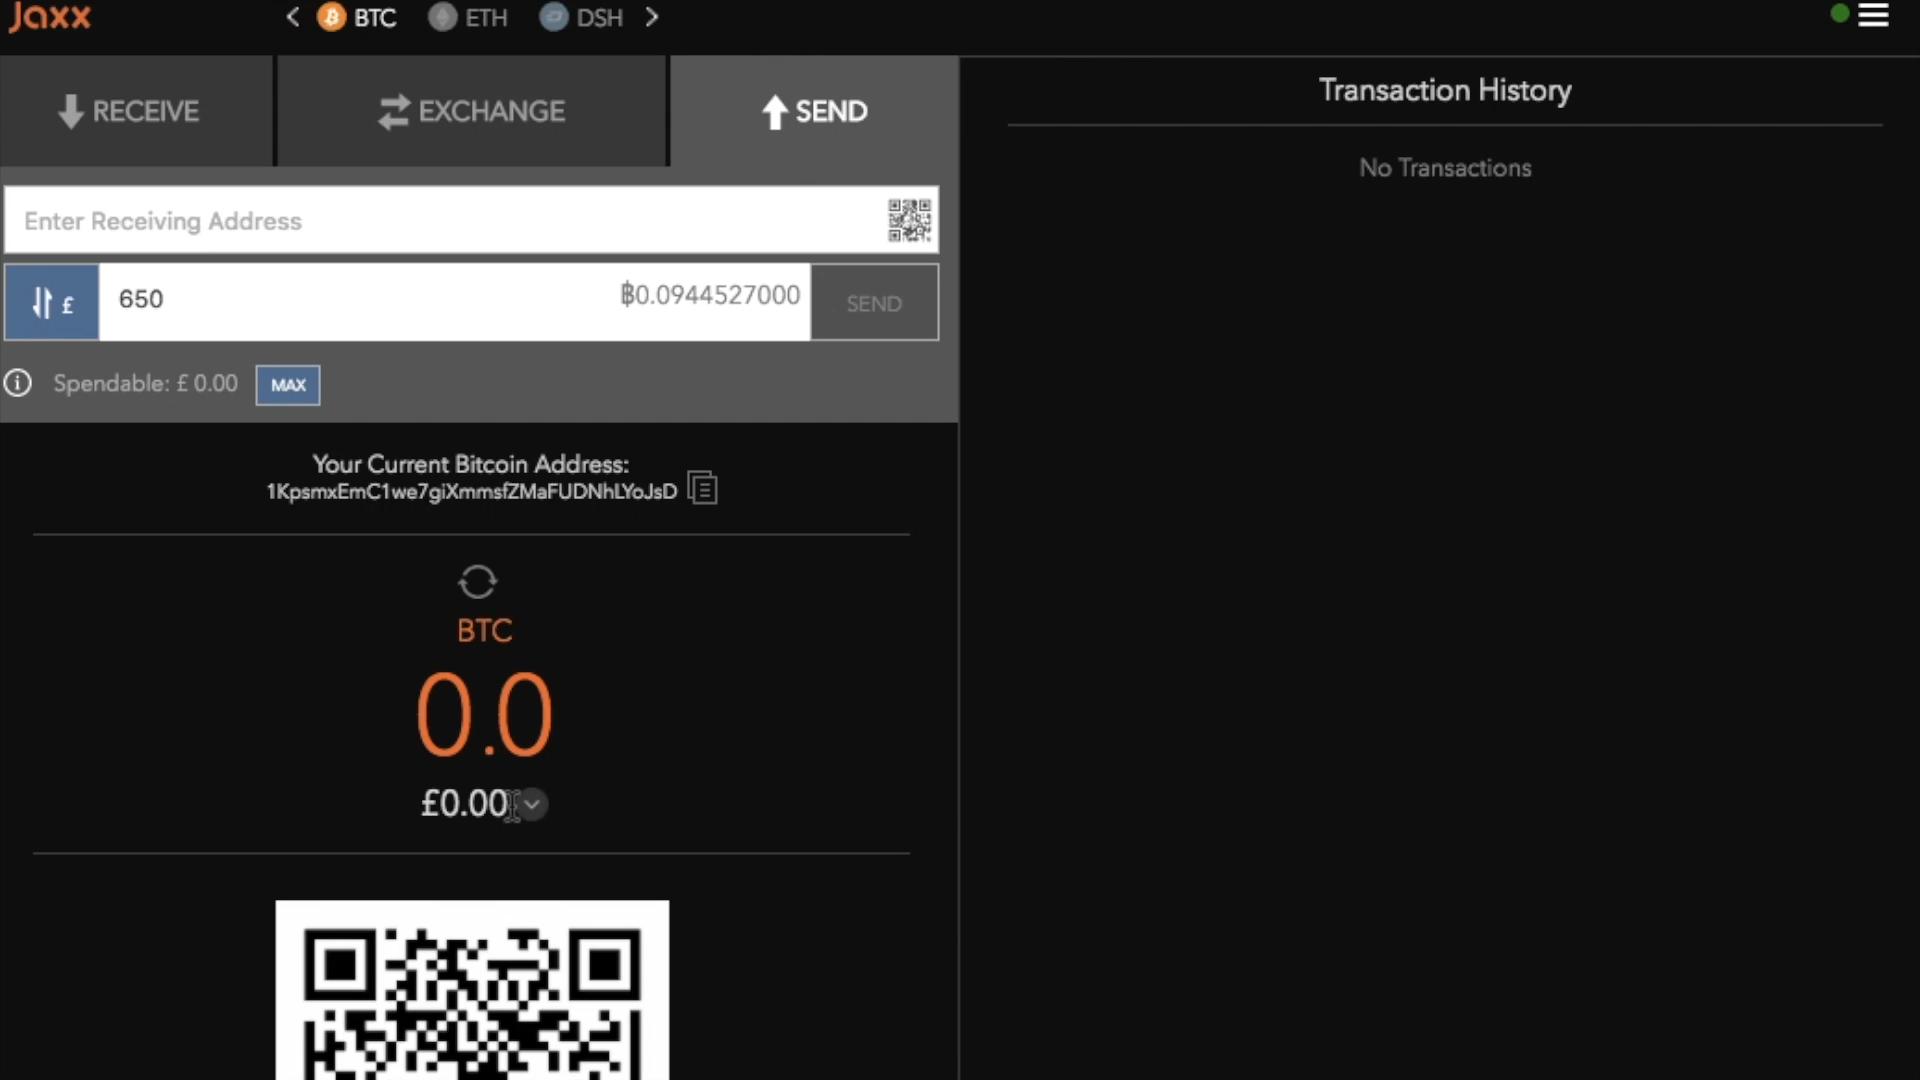 Jaxx
BTC
ETH
DSH
RECEIVE
EXCHANGE
SEND
Enter Receiving Address
£
650
฿0.0944527000
SEND
Spendable: £ 0.00
MAX
Your Current Bitcoin Address:
1KpsmxEmC1we7giXmmsfZMaFUDNhLYoJsD
BTC
0.0
£0.00
Transaction History
No Transactions